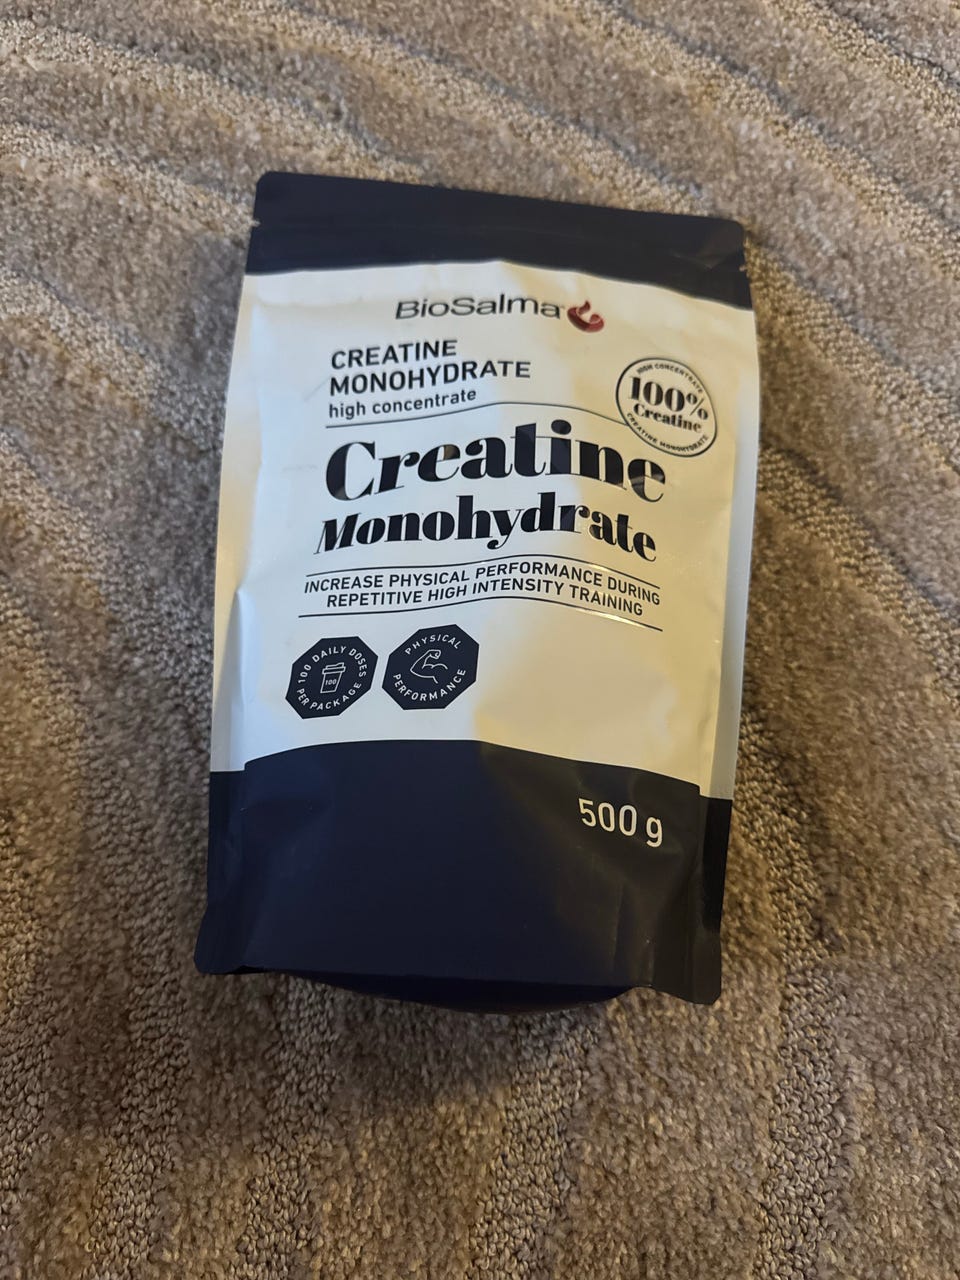 BioSalma
CREATINE
MONOHYDRATE
high concentrate
HIGH CONCENTRATE
100%
Creatine
CREATINE MONOHYDRATE
Creatine
Monohydrate
INCREASE PHYSICAL PERFORMANCE DURING
REPETITIVE HIGH INTENSITY TRAINING
100 DAILY DOSES
100
PER PACKAGE
PHYSICAL
PERFORMANCE
500 g